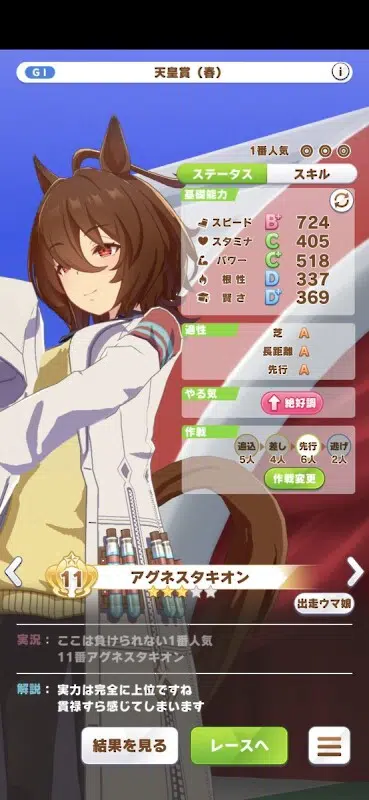 GⅠ
天皇賞（春）
1番人気 ◎ ◎ ◎
ステータス スキル
基礎能力
スピード B+ 724
スタミナ C 405
パワー C+ 518
根性 D+ 337
賢さ D+ 369
適性
芝 A
長距離 A
先行 A
やる気
絶好調
作戦
追込 差し 先行 逃げ
5人 4人 6人 2人
作戦変更
11
アグネスタキオン
出走ウマ娘
実況： ここは負けられない1番人気
11番アグネスタキオン
解説： 実力は完全に上位ですね
貫禄すら感じてしまいます
結果を見る
レースへ